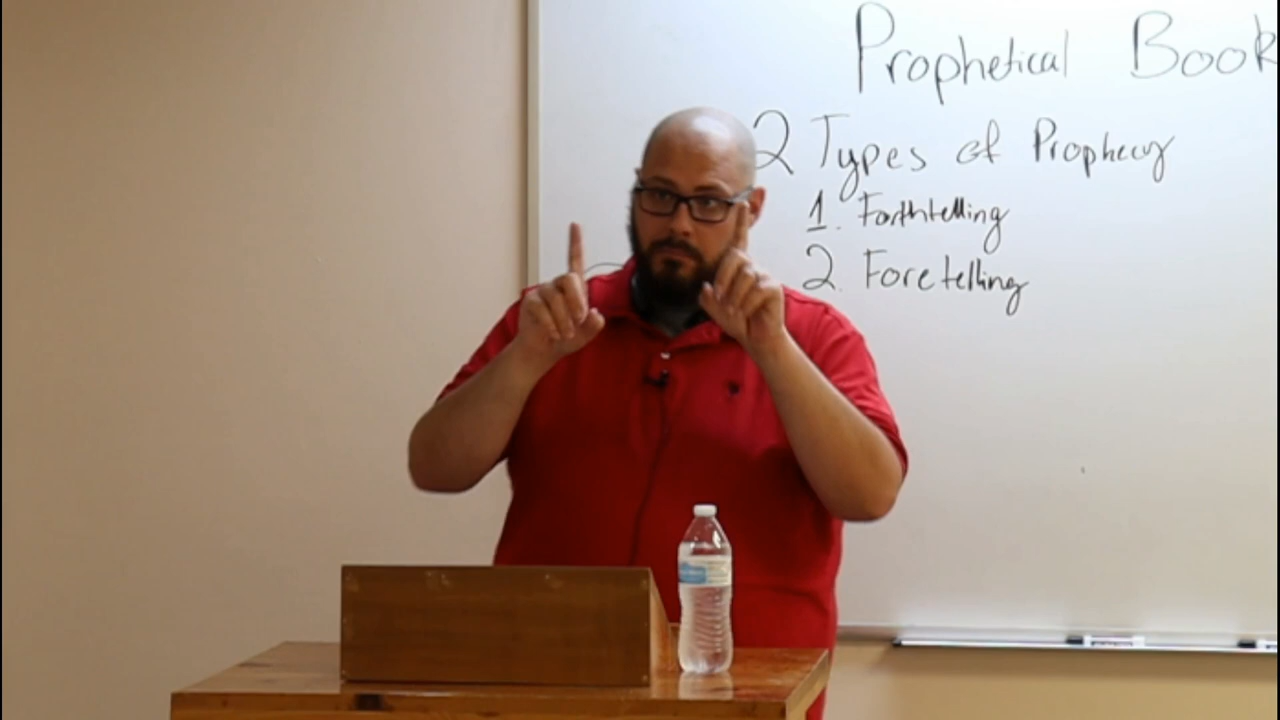 Prophetical Book
2 Types of Prophecy
1. Forthtelling
2. Foretelling